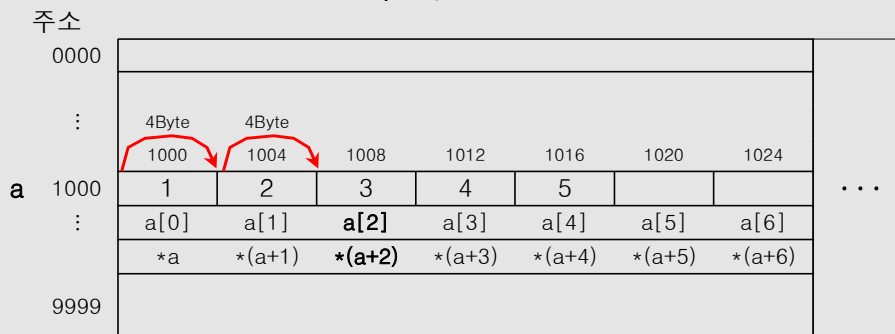 주소
0000
⋮ 4Byte 4Byte
1000 1004 1008 1012 1016 1020 1024
a 1000 1 2 3 4 5 ···
⋮ a[0] a[1] a[2] a[3] a[4] a[5] a[6]
*a *(a+1) *(a+2) *(a+3) *(a+4) *(a+5) *(a+6)
9999